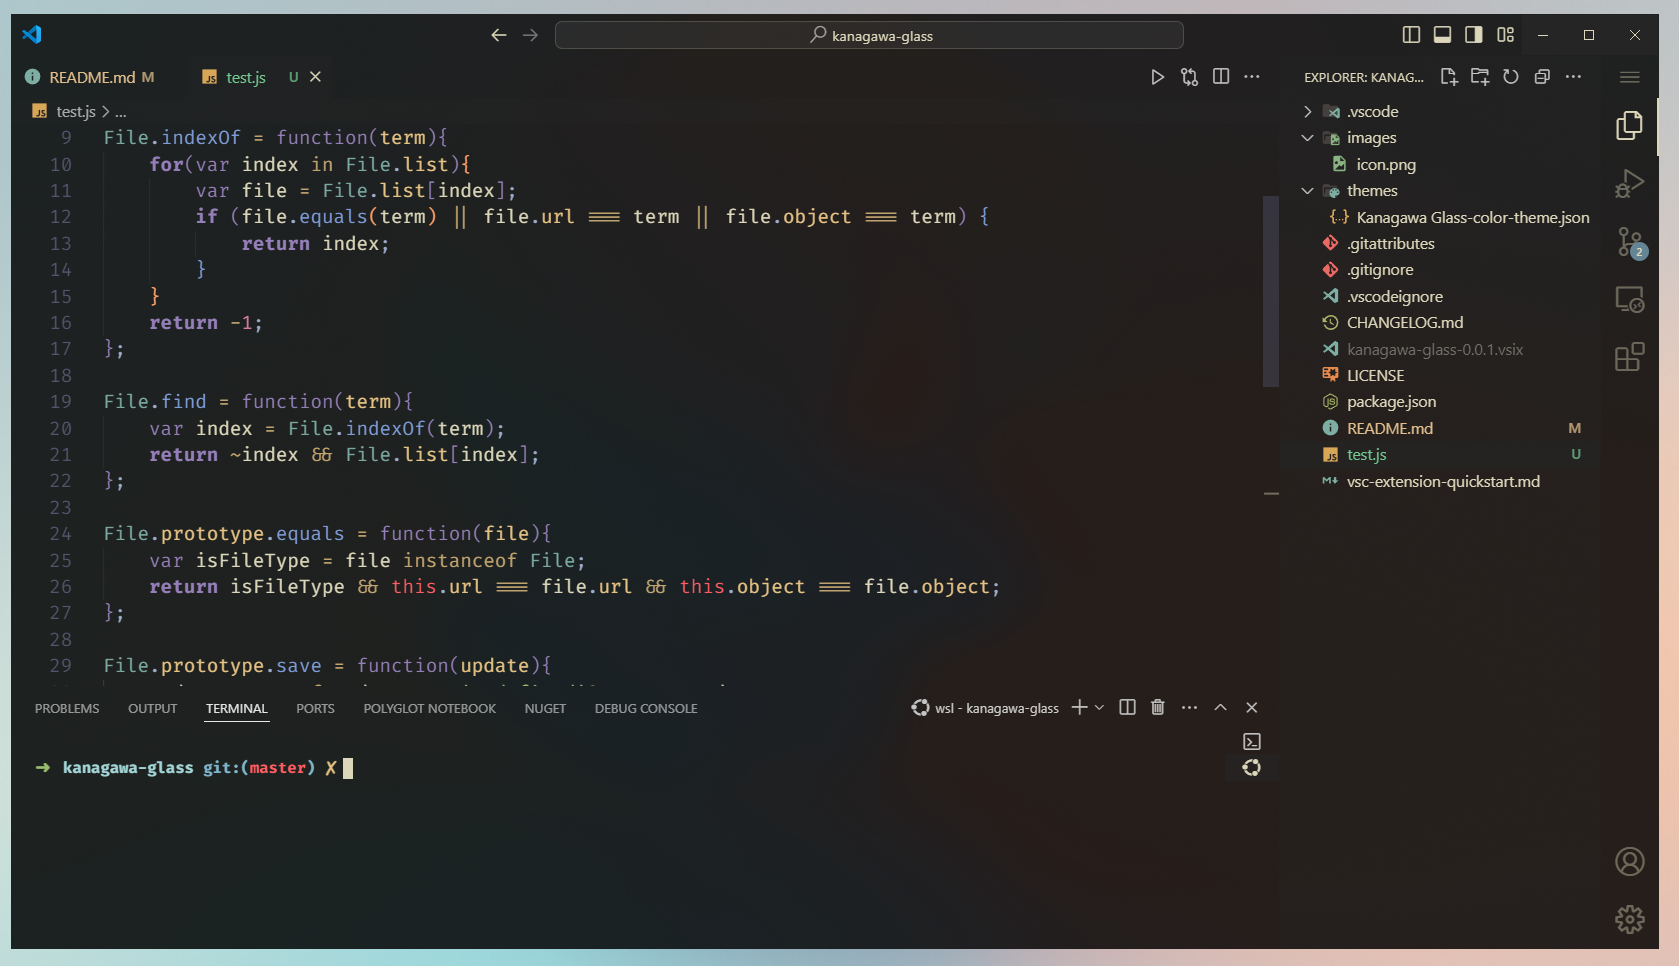 kanagawa-glass
README.md M
test.js U
test.js > ...
9 File.indexOf = function(term){
10 for(var index in File.list){
11 var file = File.list[index];
12 if (file.equals(term) || file.url === term || file.object === term) {
13 return index;
14 }
15 }
16 return -1;
17 };
18
19 File.find = function(term){
20 var index = File.indexOf(term);
21 return ~index && File.list[index];
22 };
23
24 File.prototype.equals = function(file){
25 var isFileType = file instanceof File;
26 return isFileType && this.url === file.url && this.object === file.object;
27 };
28
29 File.prototype.save = function(update){
PROBLEMS OUTPUT TERMINAL PORTS POLYGLOT NOTEBOOK NUGET DEBUG CONSOLE
wsl - kanagawa-glass
➜ kanagawa-glass git:(master) ✗
EXPLORER: KANAG...
.vscode
images
icon.png
themes
{..} Kanagawa Glass-color-theme.json
.gitattributes
.gitignore
.vscodeignore
CHANGELOG.md
kanagawa-glass-0.0.1.vsix
LICENSE
package.json
README.md M
test.js U
vsc-extension-quickstart.md
2